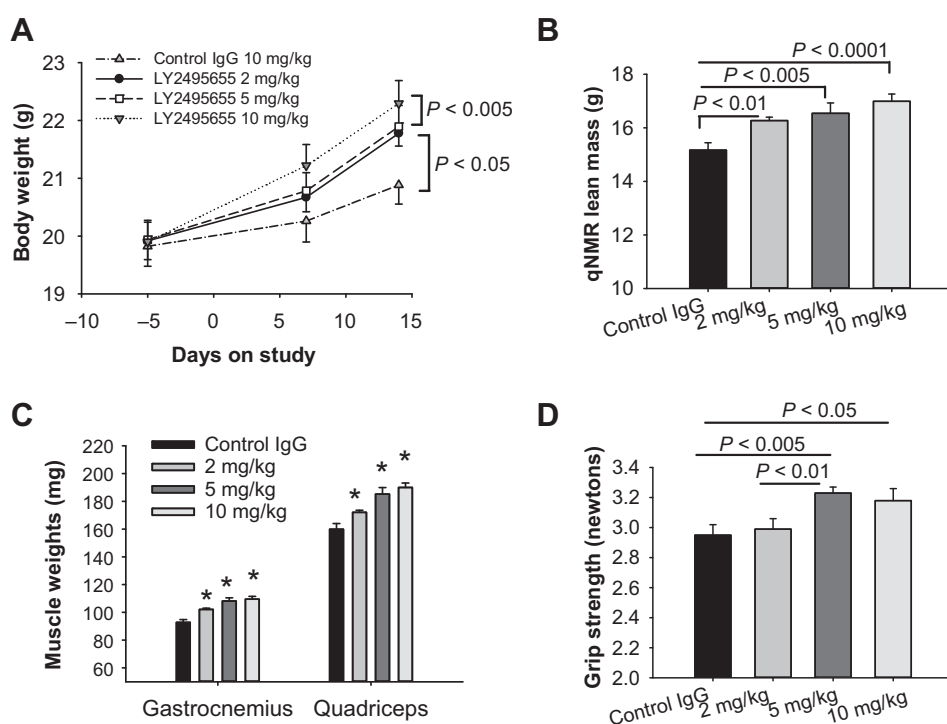 A
Control IgG 10 mg/kg
LY2495655 2 mg/kg
LY2495655 5 mg/kg
LY2495655 10 mg/kg
P < 0.005
P < 0.05
Body weight (g)
23
22
21
20
19
–10
–5
0
5
10
15
Days on study
B
P < 0.0001
P < 0.005
P < 0.01
qNMR lean mass (g)
18
16
14
12
10
Control IgG
2 mg/kg
5 mg/kg
10 mg/kg
C
Control IgG
2 mg/kg
5 mg/kg
10 mg/kg
Muscle weights (mg)
220
200
180
160
140
120
100
80
60
* * *
* * *
Gastrocnemius
Quadriceps
D
P < 0.05
P < 0.005
P < 0.01
Grip strength (newtons)
3.4
3.2
3.0
2.8
2.6
2.4
2.2
2.0
Control IgG
2 mg/kg
5 mg/kg
10 mg/kg